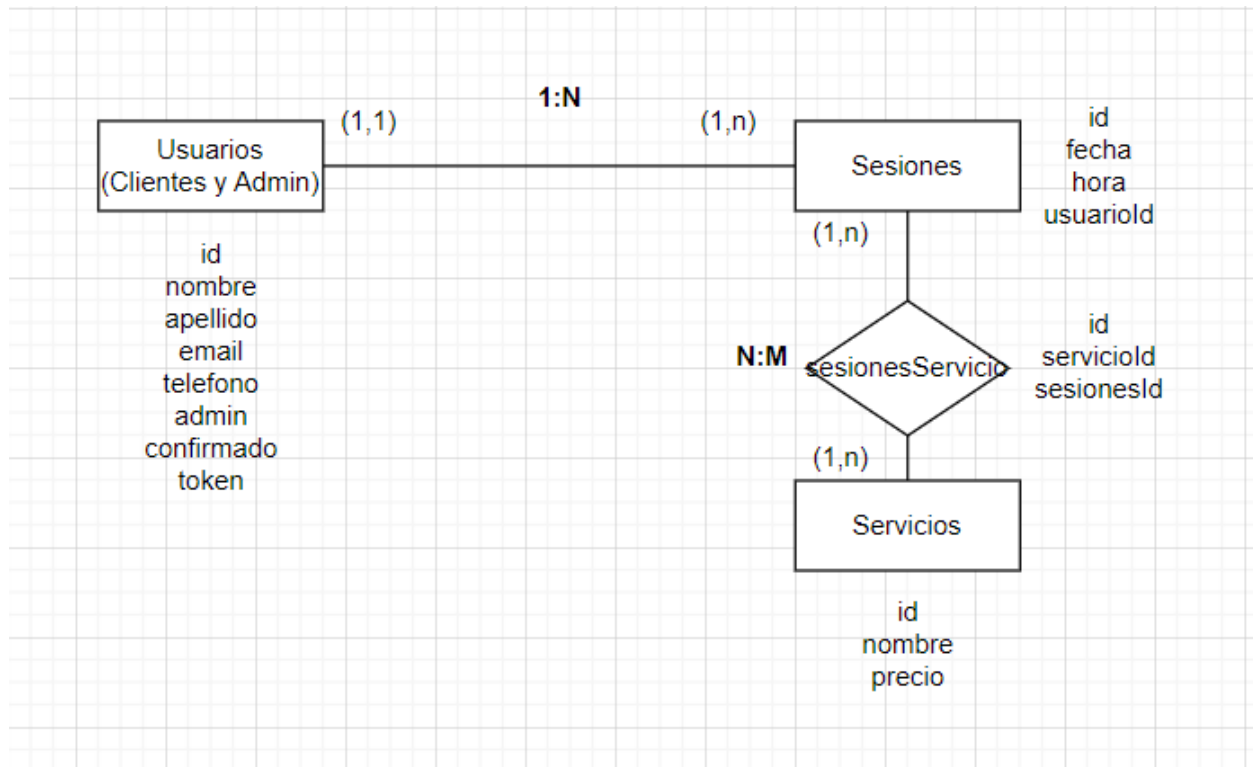 1:N
(1,1)
(1,n)
Usuarios
(Clientes y Admin)
Sesiones
id
fecha
hora
usuarioId
(1,n)
id
nombre
apellido
email
telefono
admin
confirmado
token
N:M
sesionesServicio
id
servicioId
sesionesId
(1,n)
Servicios
id
nombre
precio